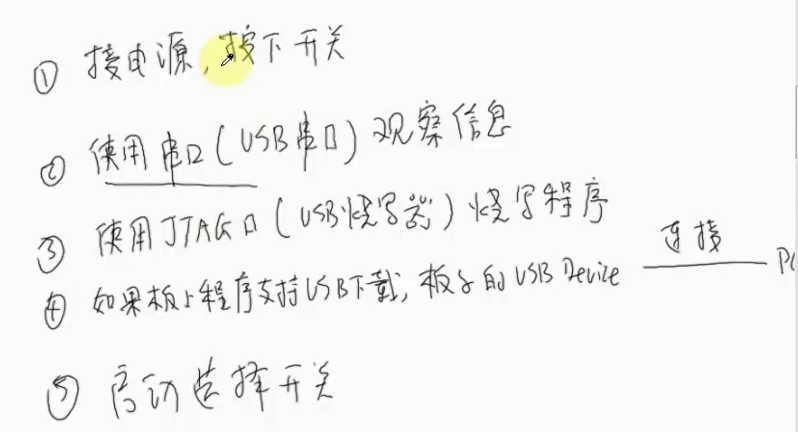 ① 接电源,按下开关
② 使用串口(USB串口)观察信息
③ 使用JTAG口(USB烧写器)烧写程序
④ 如果板上程序支持USB下载,板子的USB Device 连接 PC
⑤ 启动选择开关